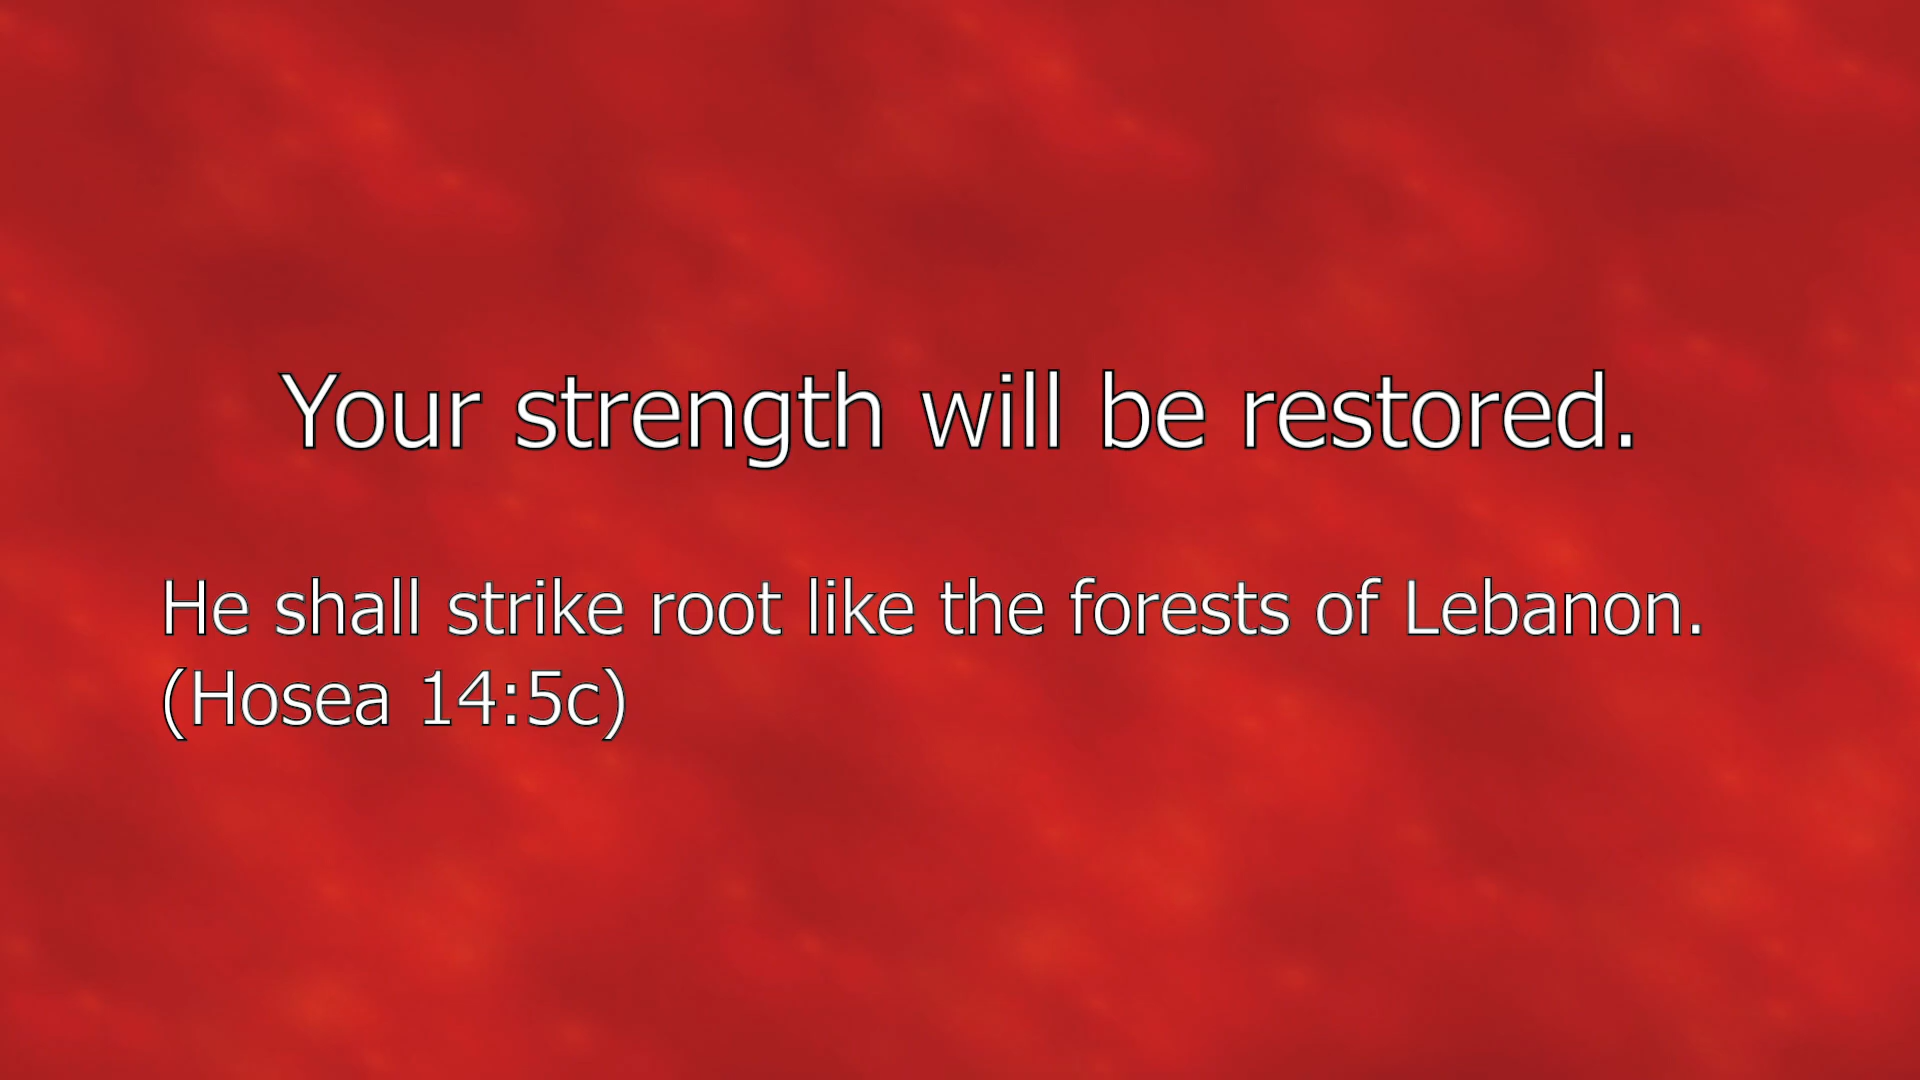 Your strength will be restored.
He shall strike root like the forests of Lebanon.
(Hosea 14:5c)